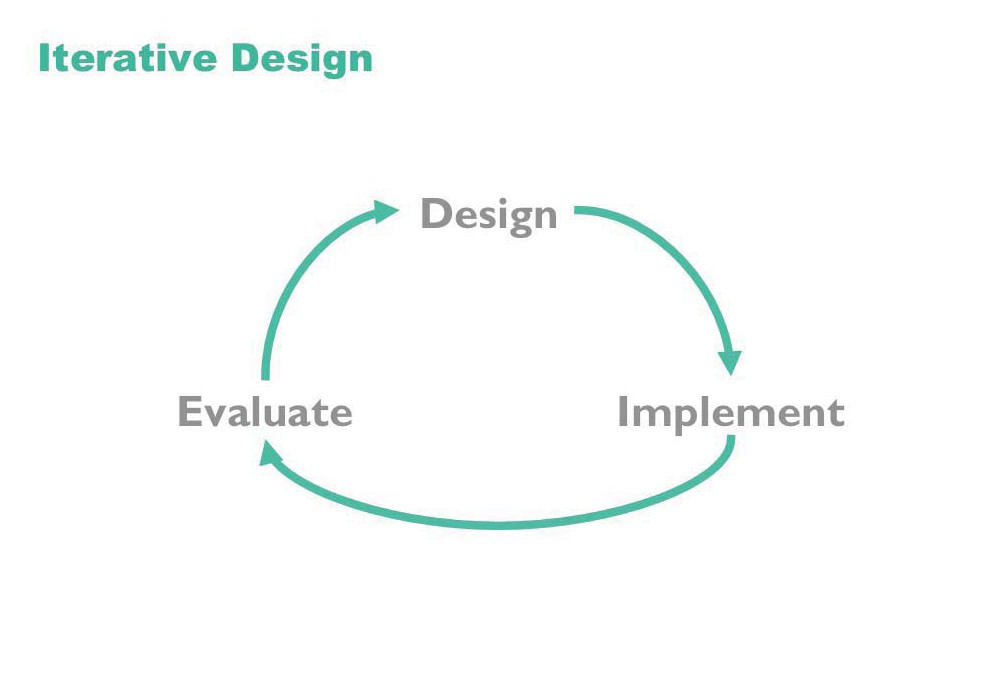 Iterative Design
Design
Evaluate
Implement